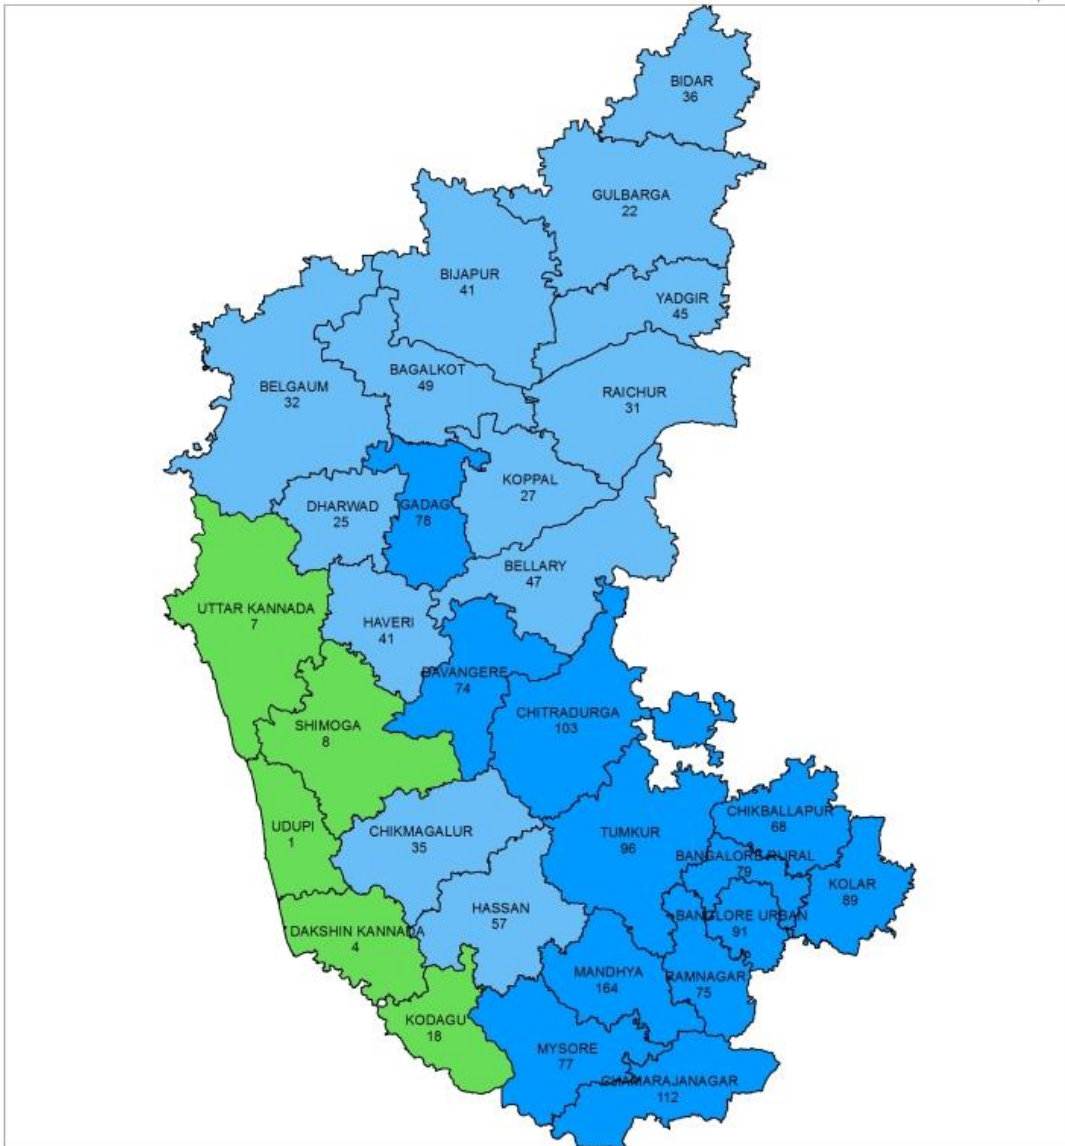 BIDAR
36
GULBARGA
22
BIJAPUR
41
YADGIR
45
BAGALKOT
49
BELGAUM
32
RAICHUR
31
KOPPAL
27
DHARWAD
25
GADAG
78
BELLARY
47
UTTAR KANNADA
7
HAVERI
41
DAVANGERE
74
CHITRADURGA
103
SHIMOGA
8
CHIKBALLAPUR
68
UDUPI
1
CHIKMAGALUR
35
TUMKUR
96
BANGALORE RURAL
79
KOLAR
89
HASSAN
57
BANGLORE URBAN
91
DAKSHIN KANNADA
4
MANDHYA
164
RAMNAGAR
75
KODAGU
18
MYSORE
77
CHAMARAJANAGAR
112